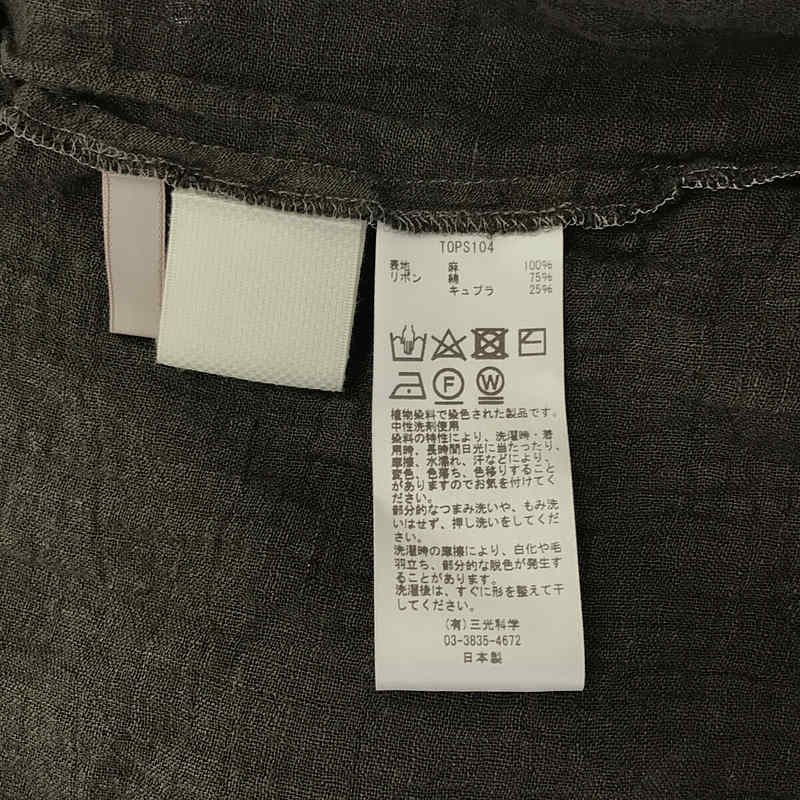 TOPS104
表地 麻 100%
リボン 綿 75%
キュプラ 25%
F W
植物染料で染色された製品です。
中性洗剤使用
染料の特性により、洗濯時・着
用時、長時間日光に当たったり、
摩擦、水濡れ、汗などにより、
変色、色落ち、色移りすること
がありますのでお気を付けてく
ださい。
部分的なつまみ洗いや、もみ洗
いはせず、押し洗いをしてくだ
さい。
洗濯時の摩擦により、白化や毛
羽立ち、部分的な脱色が発生す
ることがあります。
洗濯後は、すぐに形を整えて干
してください。
(有)三光科学
03-3835-4672
日本製